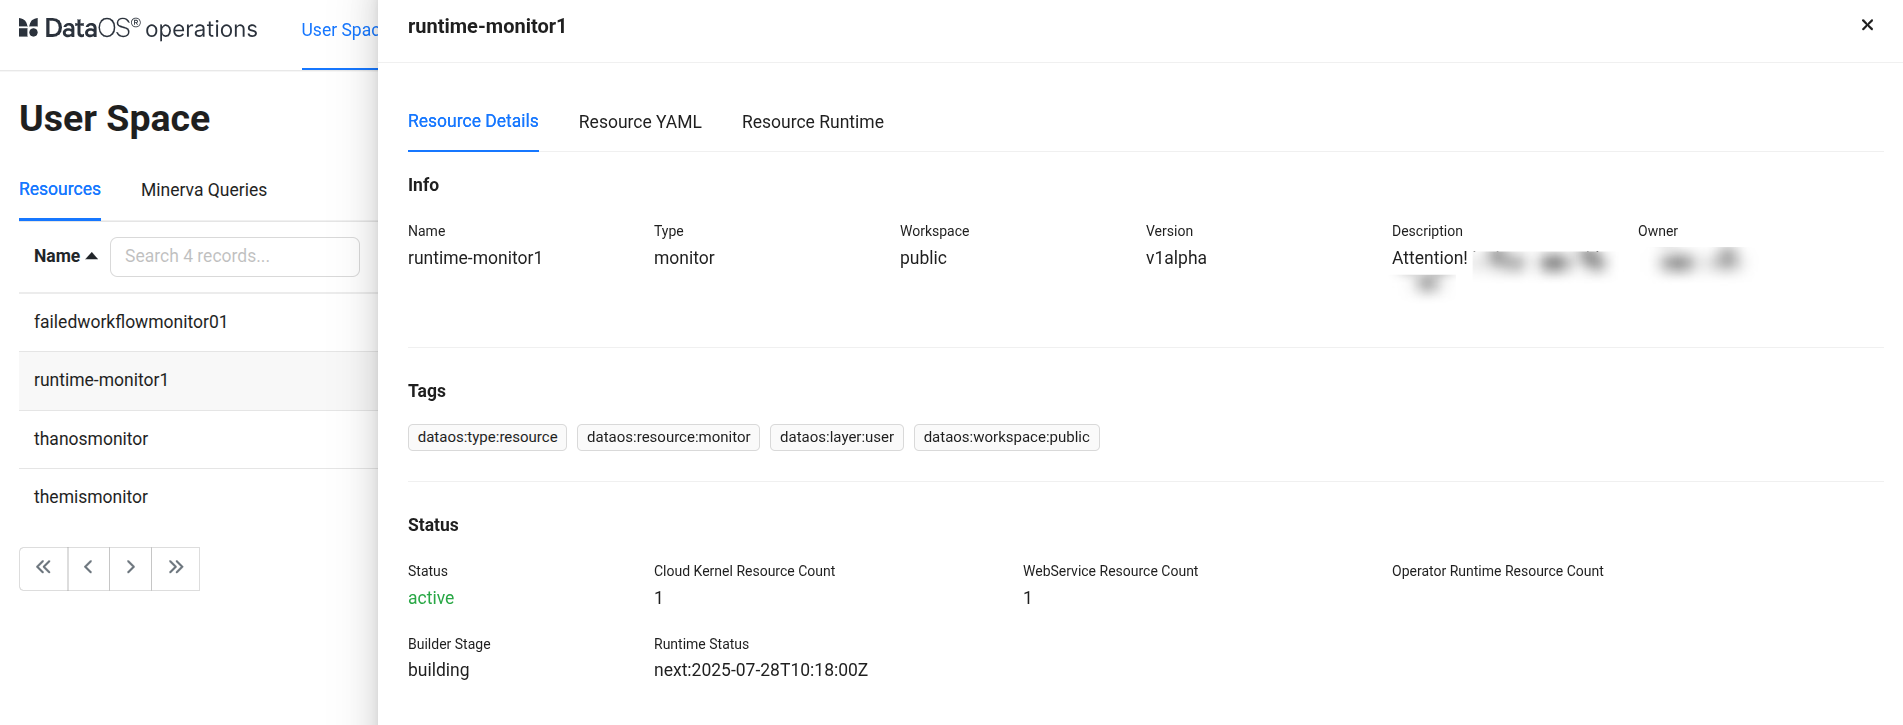 DataOS® operations
User Spac
User Space
Resources
Minerva Queries
Name
Search 4 records...
failedworkflowmonitor01
runtime-monitor1
thanosmonitor
themismonitor
runtime-monitor1
Resource Details
Resource YAML
Resource Runtime
Info
Name
Type
Workspace
Version
Description
Owner
runtime-monitor1
monitor
public
v1alpha
Attention!
Tags
dataos:type:resource
dataos:resource:monitor
dataos:layer:user
dataos:workspace:public
Status
Status
Cloud Kernel Resource Count
WebService Resource Count
Operator Runtime Resource Count
active
1
1
Builder Stage
Runtime Status
building
next:2025-07-28T10:18:00Z